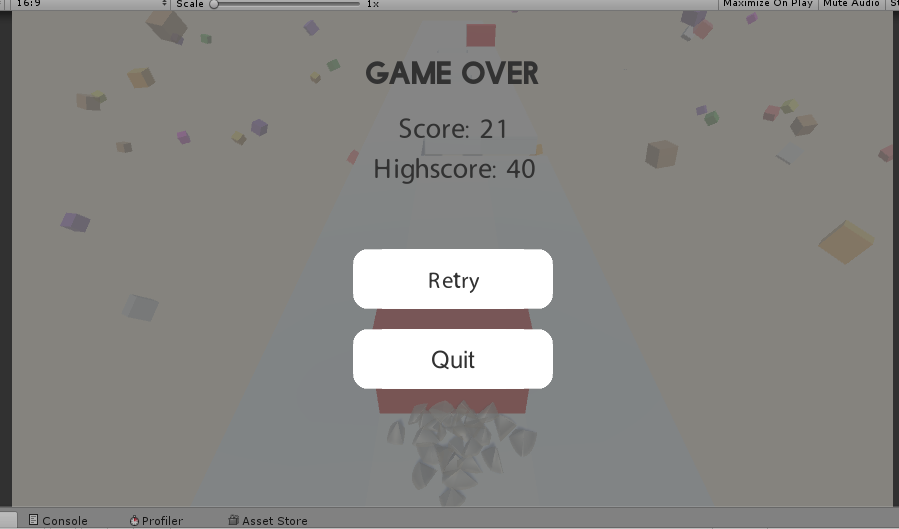 16:9 Scale 1x Maximize On Play Mute Audio
GAME OVER
Score: 21
Highscore: 40
Retry
Quit
Console Profiler Asset Store